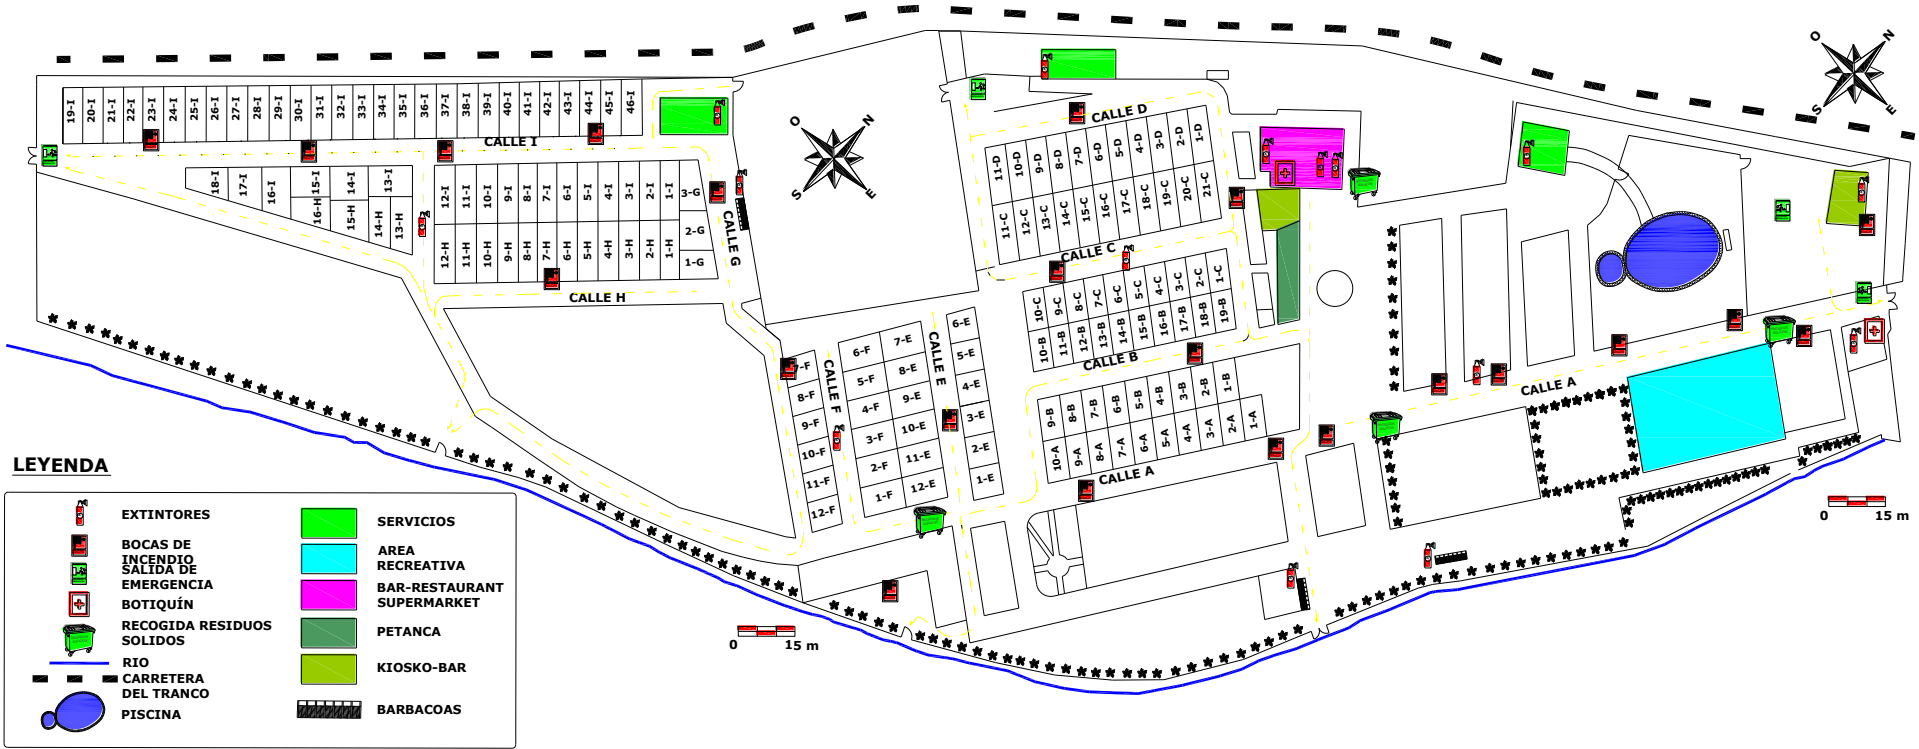 19-I 20-I 21-I 22-I 23-I 24-I 25-I 26-I 27-I 28-I 29-I 30-I 31-I 32-I 33-I 34-I 35-I 36-I 37-I 38-I 39-I 40-I 41-I 42-I 43-I 44-I 45-I 46-I
CALLE I
18-I 17-I 16-I 15-I 14-I 13-I
16-H 15-H 14-H 13-H
12-I 11-I 10-I 9-I 8-I 7-I 6-I 5-I 4-I 3-I 2-I 1-I
12-H 11-H 10-H 9-H 8-H 7-H 6-H 5-H 4-H 3-H 2-H 1-H
3-G
2-G
1-G
CALLE G
CALLE H
O N
S E
CALLE D
11-D 10-D 9-D 8-D 7-D 6-D 5-D 4-D 3-D 2-D 1-D
11-C 12-C 13-C 14-C 15-C 16-C 17-C 18-C 19-C 20-C 21-C
CALLE C
10-C 9-C 8-C 7-C 6-C 5-C 4-C 3-C 2-C 1-C
10-B 11-B 12-B 13-B 14-B 15-B 16-B 17-B 18-B 19-B
CALLE B
9-B 8-B 7-B 6-B 5-B 4-B 3-B 2-B 1-B
10-A 9-A 8-A 7-A 6-A 5-A 4-A 3-A 2-A 1-A
CALLE A
CALLE F
-F
8-F
9-F
10-F
11-F
12-F
6-F 7-E
5-F 8-E
4-F 9-E
3-F 10-E
2-F 11-E
1-F 12-E
CALLE E
6-E
5-E
4-E
3-E
2-E
1-E
CALLE A
O N
S E
0 15 m
0 15 m
LEYENDA
EXTINTORES
BOCAS DE
INCENDIO
SALIDA DE
EMERGENCIA
BOTIQUÍN
RECOGIDA RESIDUOS
SOLIDOS
RIO
CARRETERA
DEL TRANCO
PISCINA
SERVICIOS
AREA
RECREATIVA
BAR-RESTAURANT
SUPERMARKET
PETANCA
KIOSKO-BAR
BARBACOAS